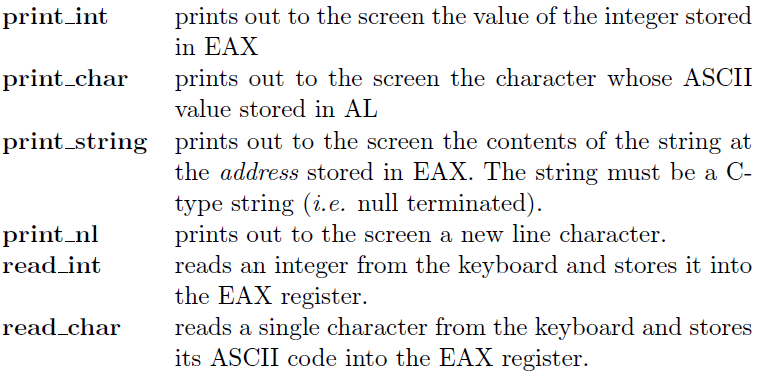 print_int prints out to the screen the value of the integer stored
in EAX
print_char prints out to the screen the character whose ASCII
value stored in AL
print_string prints out to the screen the contents of the string at
the address stored in EAX. The string must be a C-
type string (i.e. null terminated).
print_nl prints out to the screen a new line character.
read_int reads an integer from the keyboard and stores it into
the EAX register.
read_char reads a single character from the keyboard and stores
its ASCII code into the EAX register.